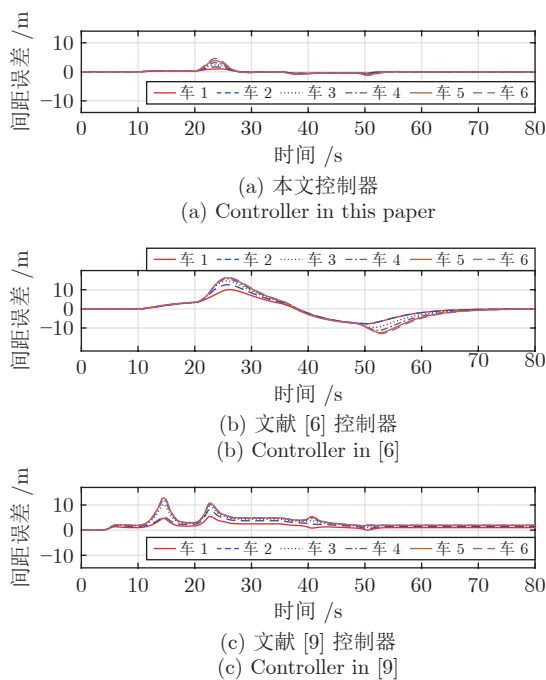 10
0
−10
间距误差 /m
车 1 车 2 车 3 车 4 车 5 车 6
0 10 20 30 40 50 60 70 80
时间 /s
(a) 本文控制器
(a) Controller in this paper
车 1 车 2 车 3 车 4 车 5 车 6
10
0
−10
间距误差 /m
0 10 20 30 40 50 60 70 80
时间 /s
(b) 文献 [6] 控制器
(b) Controller in [6]
10
0
−10
间距误差 /m
车 1 车 2 车 3 车 4 车 5 车 6
0 10 20 30 40 50 60 70 80
时间 /s
(c) 文献 [9] 控制器
(c) Controller in [9]